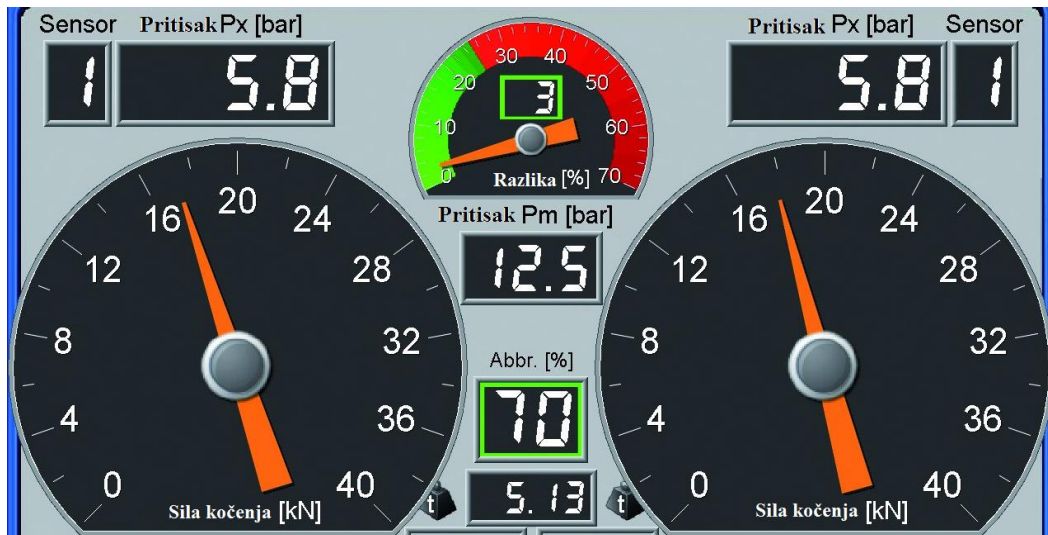 Sensor Pritisak Px [bar]
1 5.8
Pritisak Px [bar] Sensor
5.8 1
0 10 20 30 40 50 60 70
3
Razlika [%]
Pritisak Pm [bar]
12.5
0 4 8 12 16 20 24 28 32 36 40
Sila kočenja [kN]
Abbr. [%]
70
t 5.13 t
0 4 8 12 16 20 24 28 32 36 40
Sila kočenja [kN]